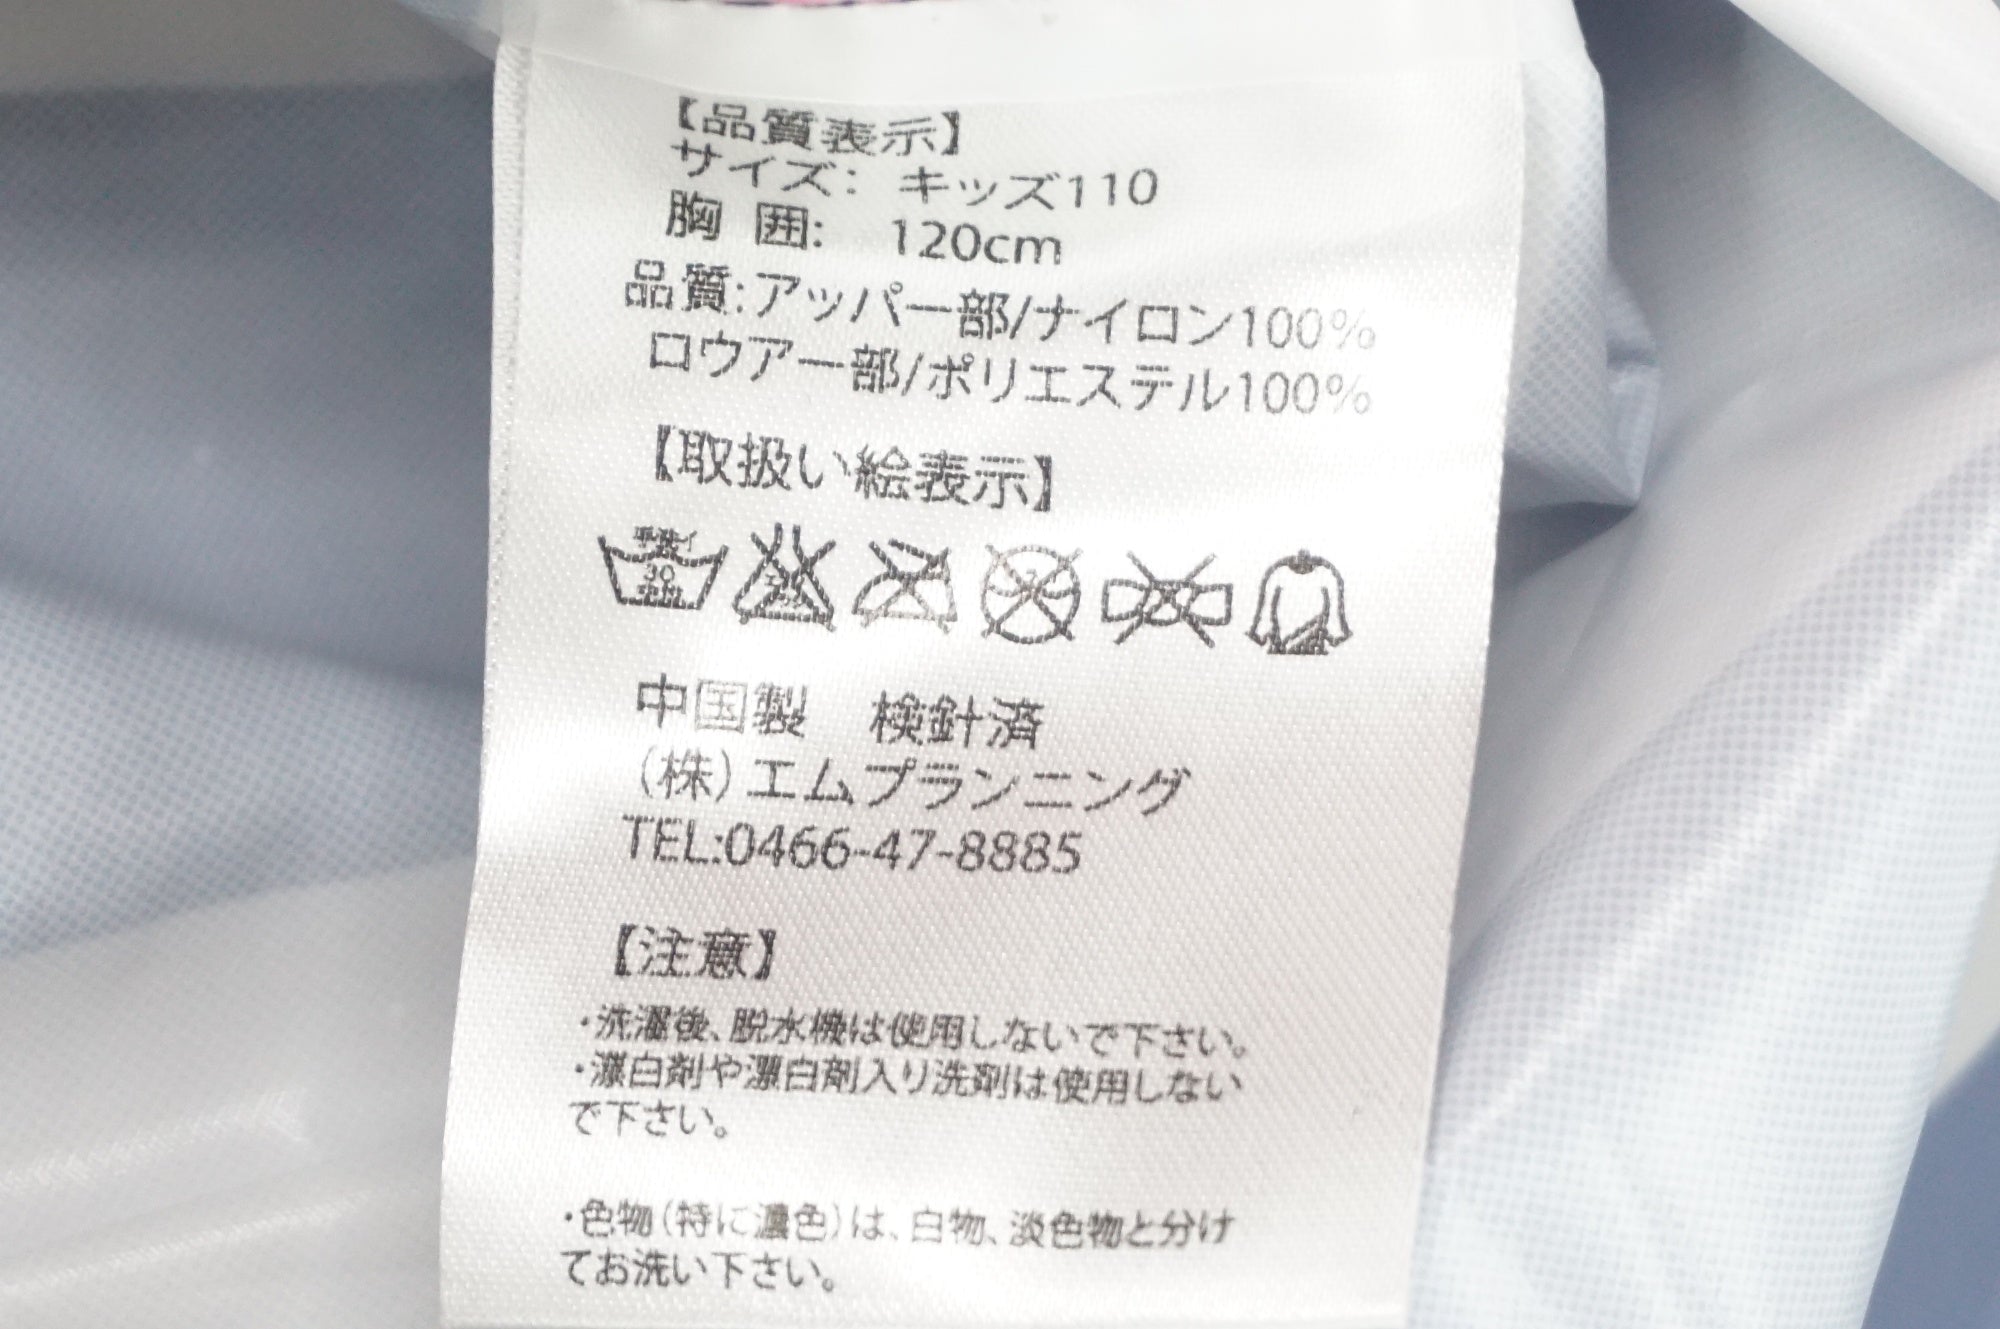 【品質表示】
サイズ: キッズ110
胸 囲: 120cm
品質:アッパー部/ナイロン100%
ロウアー部/ポリエステル100%
【取扱い絵表示】
手洗イ
30
中性
中国製 検針済
(株)エムプランニング
TEL:0466-47-8885
【注意】
・洗濯後、脱水機は使用しないで下さい。
・漂白剤や漂白剤入り洗剤は使用しない
で下さい。
・色物(特に濃色)は、白物、淡色物と分け
てお洗い下さい。